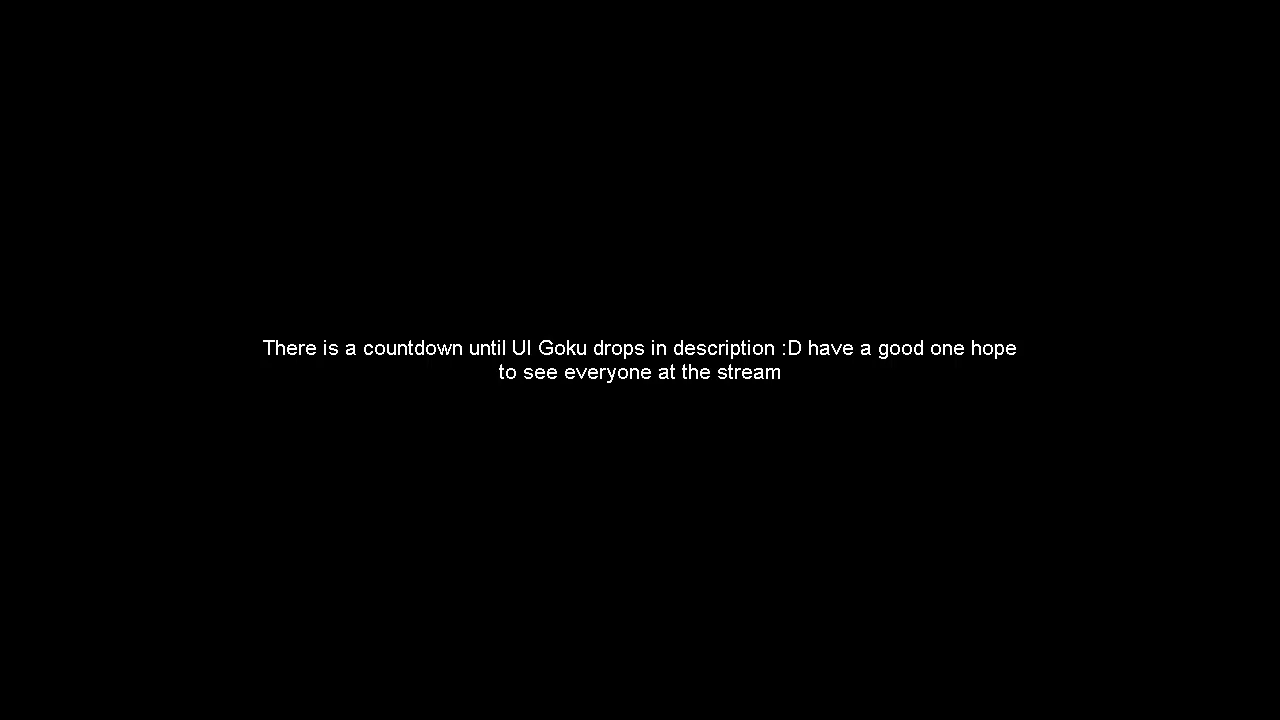 There is a countdown until UI Goku drops in description :D have a good one hope
to see everyone at the stream